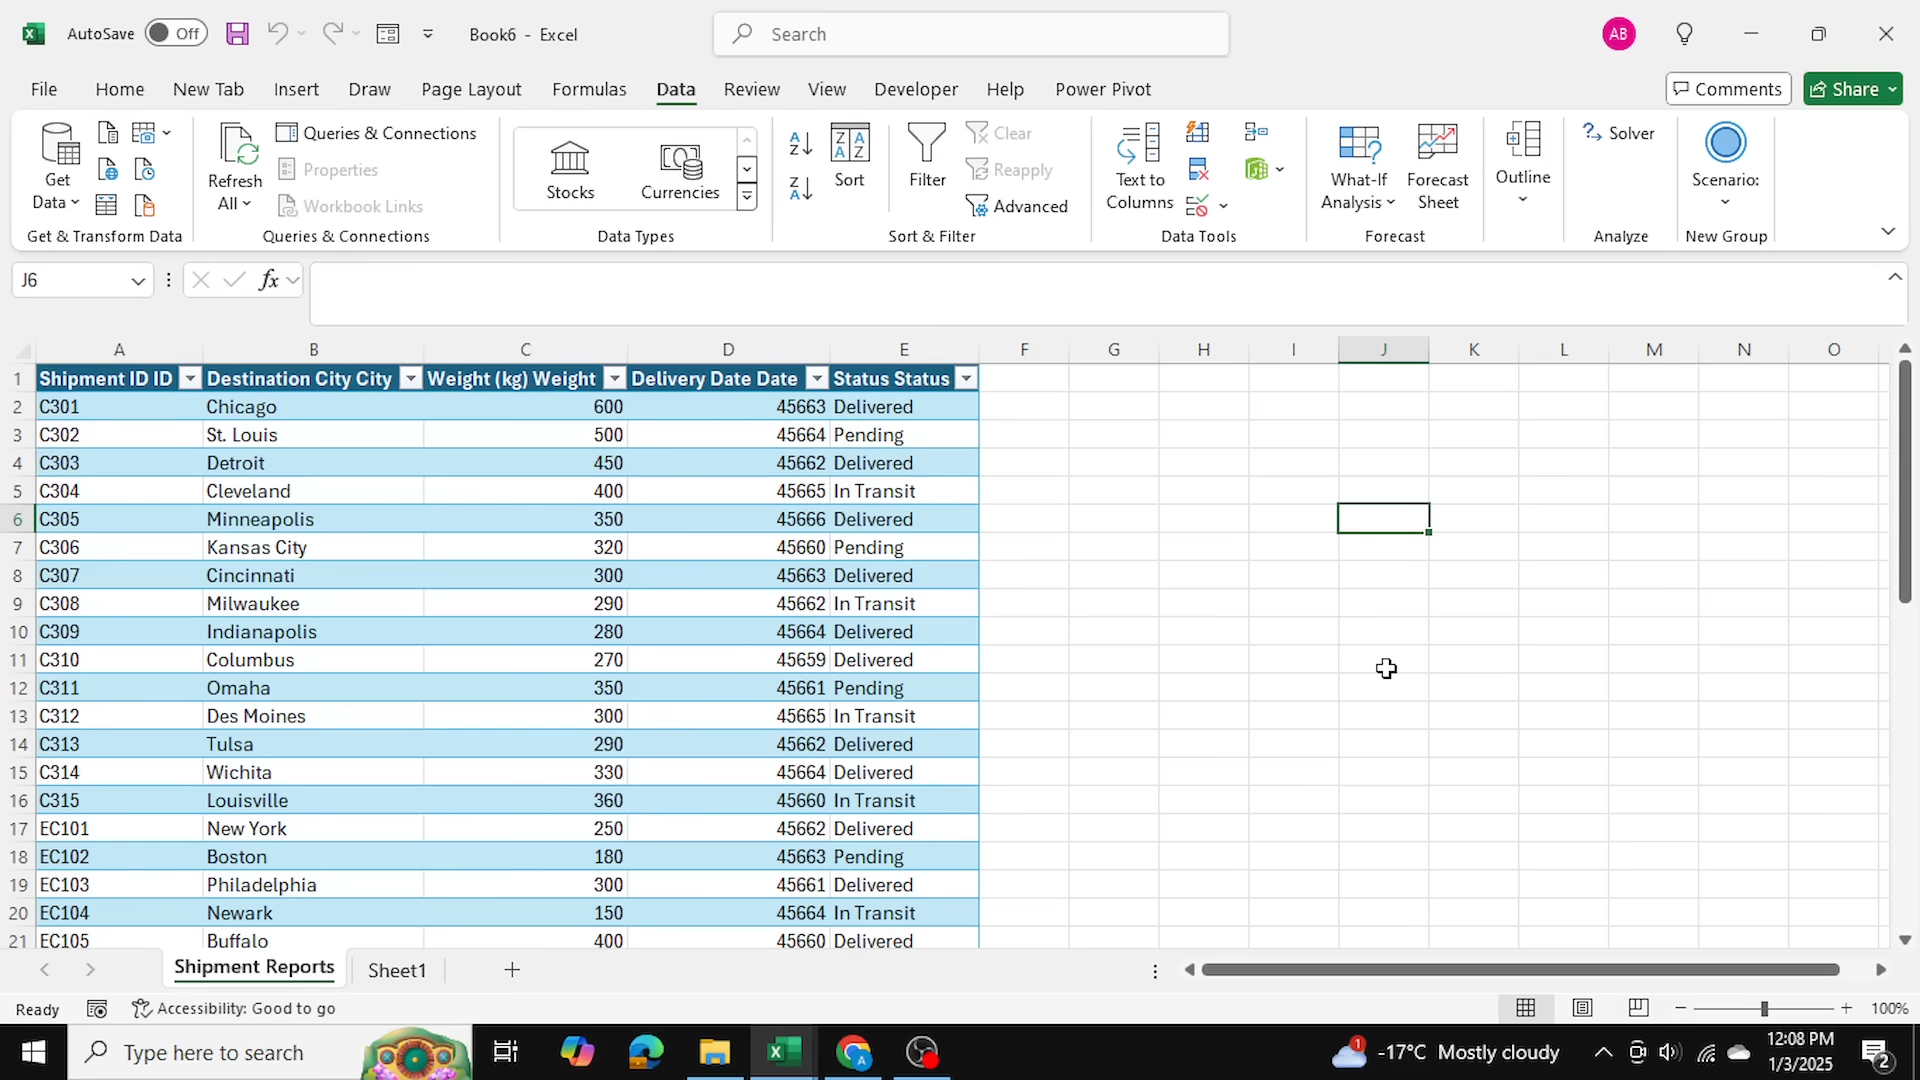 AutoSave Off Book6 - Excel Search AB
File Home New Tab Insert Draw Page Layout Formulas Data Review View Developer Help Power Pivot Comments Share
Get Data
Refresh All
Queries & Connections
Properties
Workbook Links
Stocks Currencies
Sort Filter
Clear
Reapply
Advanced
Text to Columns
What-If Analysis
Forecast Sheet
Outline
Solver
Scenario:
Get & Transform Data Queries & Connections Data Types Sort & Filter Data Tools Forecast Analyze New Group
J6 fx
A B C D E F G H I J K L M N O
1 Shipment ID ID Destination City City Weight (kg) Weight Delivery Date Date Status Status
2 C301 Chicago 600 45663 Delivered
3 C302 St. Louis 500 45664 Pending
4 C303 Detroit 450 45662 Delivered
5 C304 Cleveland 400 45665 In Transit
6 C305 Minneapolis 350 45666 Delivered
7 C306 Kansas City 320 45660 Pending
8 C307 Cincinnati 300 45663 Delivered
9 C308 Milwaukee 290 45662 In Transit
10 C309 Indianapolis 280 45664 Delivered
11 C310 Columbus 270 45659 Delivered
12 C311 Omaha 350 45661 Pending
13 C312 Des Moines 300 45665 In Transit
14 C313 Tulsa 290 45662 Delivered
15 C314 Wichita 330 45664 Delivered
16 C315 Louisville 360 45660 In Transit
17 EC101 New York 250 45662 Delivered
18 EC102 Boston 180 45663 Pending
19 EC103 Philadelphia 300 45661 Delivered
20 EC104 Newark 150 45664 In Transit
21 EC105 Buffalo 400 45660 Delivered
Shipment Reports Sheet1
Ready Accessibility: Good to go 100%
Type here to search 1 -17°C Mostly cloudy 12:08 PM
1/3/2025 2